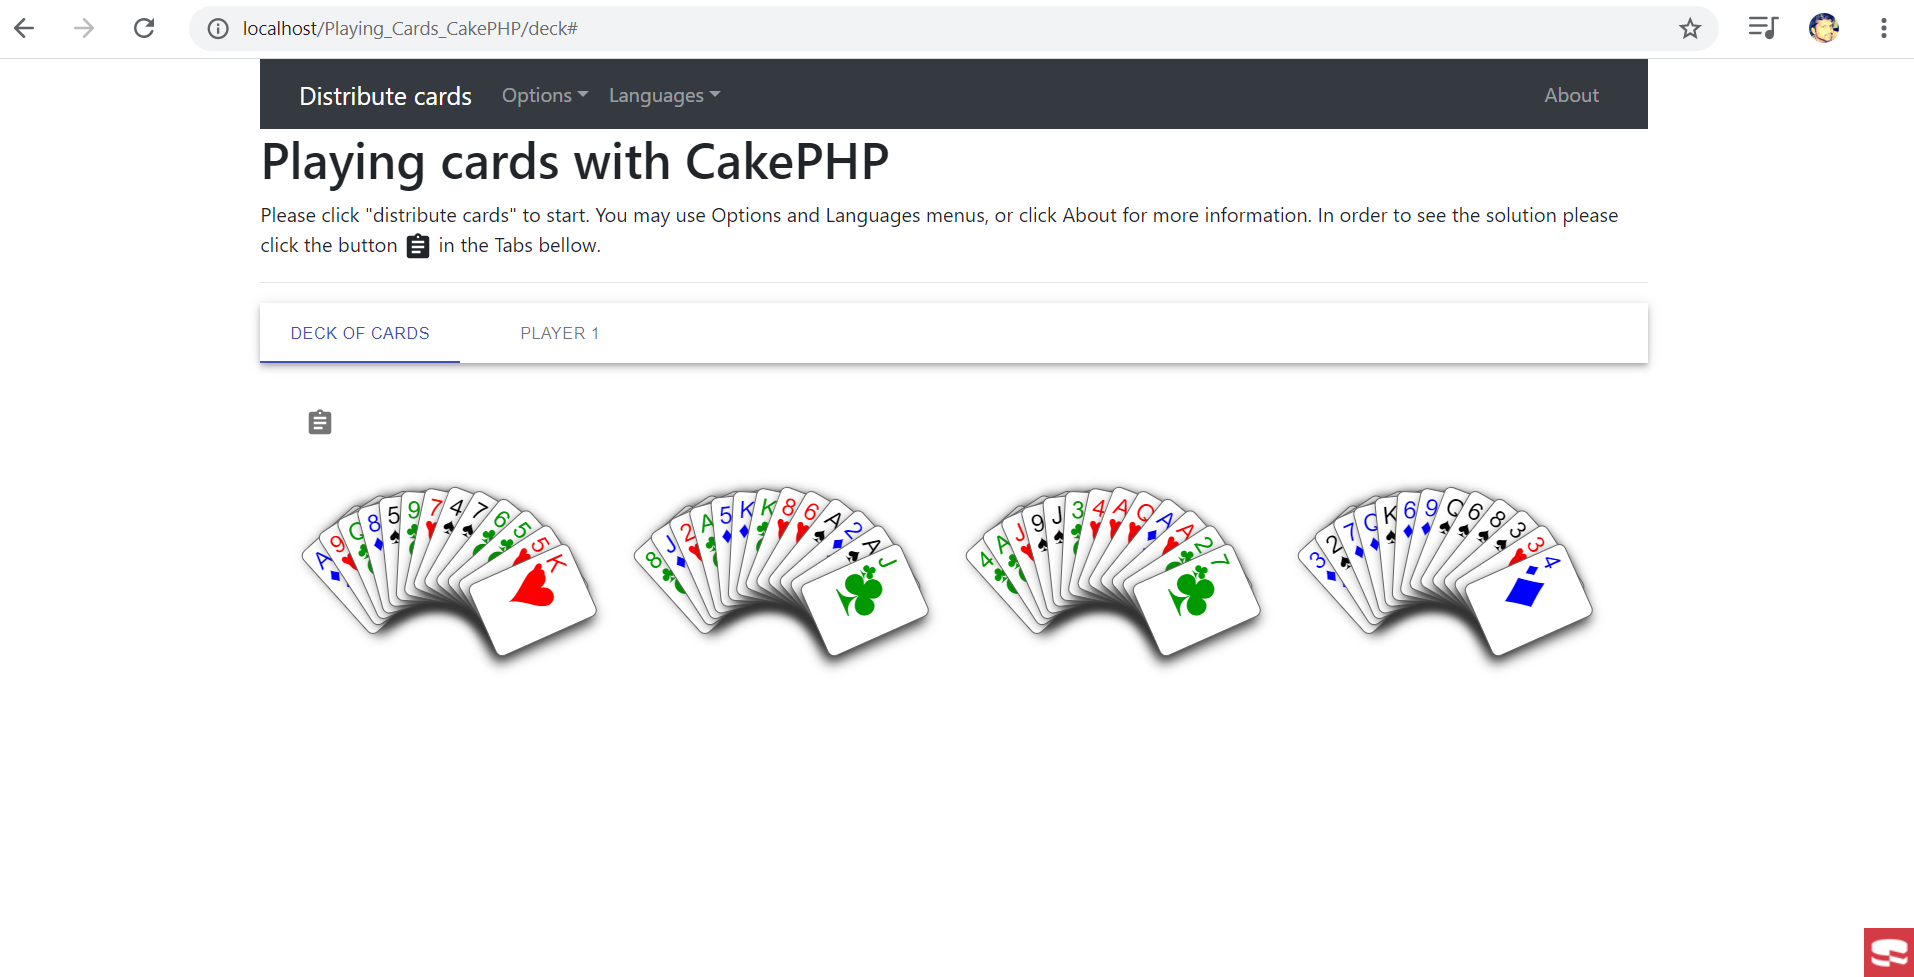 localhost/Playing_Cards_CakePHP/deck#
Distribute cards Options Languages About
Playing cards with CakePHP
Please click "distribute cards" to start. You may use Options and Languages menus, or click About for more information. In order to see the solution please
click the button in the Tabs bellow.
DECK OF CARDS PLAYER 1
A 9 Q 8 5 9 7 4 7 6 5 5 K
8 J 2 A 5 K K 8 6 A 2 A J
4 A J 9 J 3 4 A Q A A 2 7
3 2 7 Q K 6 9 Q 6 8 3 3 4